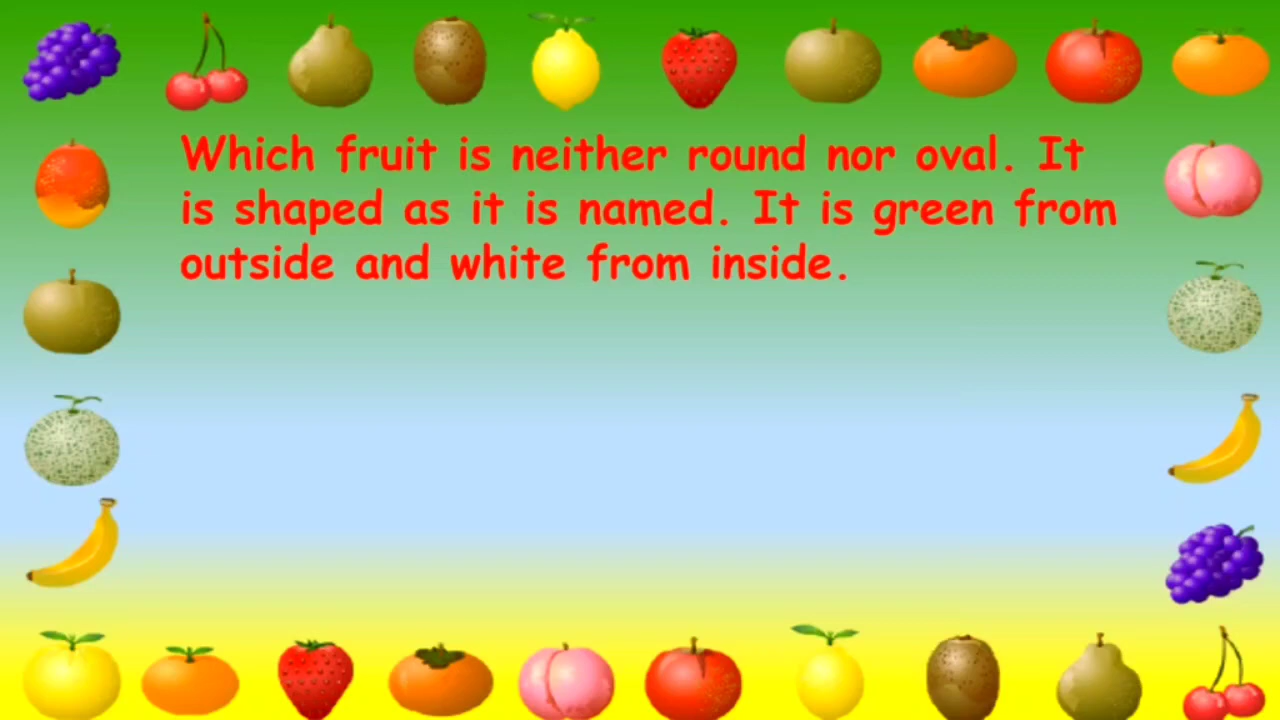 Which fruit is neither round nor oval. It
is shaped as it is named. It is green from
outside and white from inside.